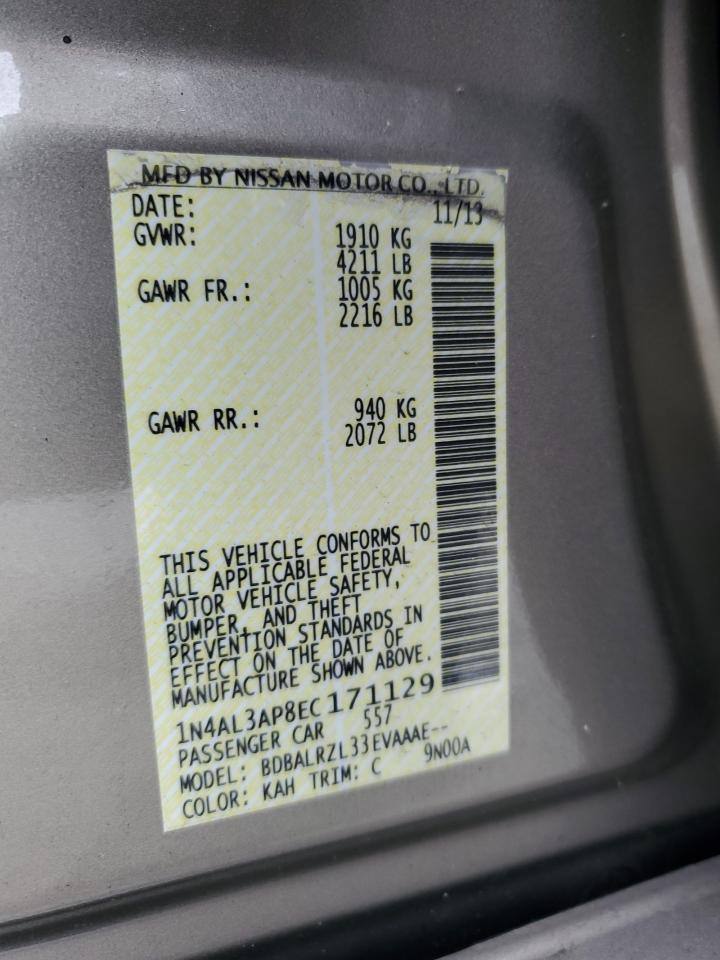 MFD BY NISSAN MOTOR CO., LTD.
DATE: 11/13
GVWR: 1910 KG
4211 LB
GAWR FR.: 1005 KG
2216 LB
GAWR RR.: 940 KG
2072 LB
THIS VEHICLE CONFORMS TO
ALL APPLICABLE FEDERAL
MOTOR VEHICLE SAFETY,
BUMPER, AND THEFT
PREVENTION STANDARDS IN
EFFECT ON THE DATE OF
MANUFACTURE SHOWN ABOVE.
1N4AL3AP8EC171129
PASSENGER CAR 557
MODEL: BDBALRZL33EVAAAE--
COLOR: KAH TRIM: C 9N00A